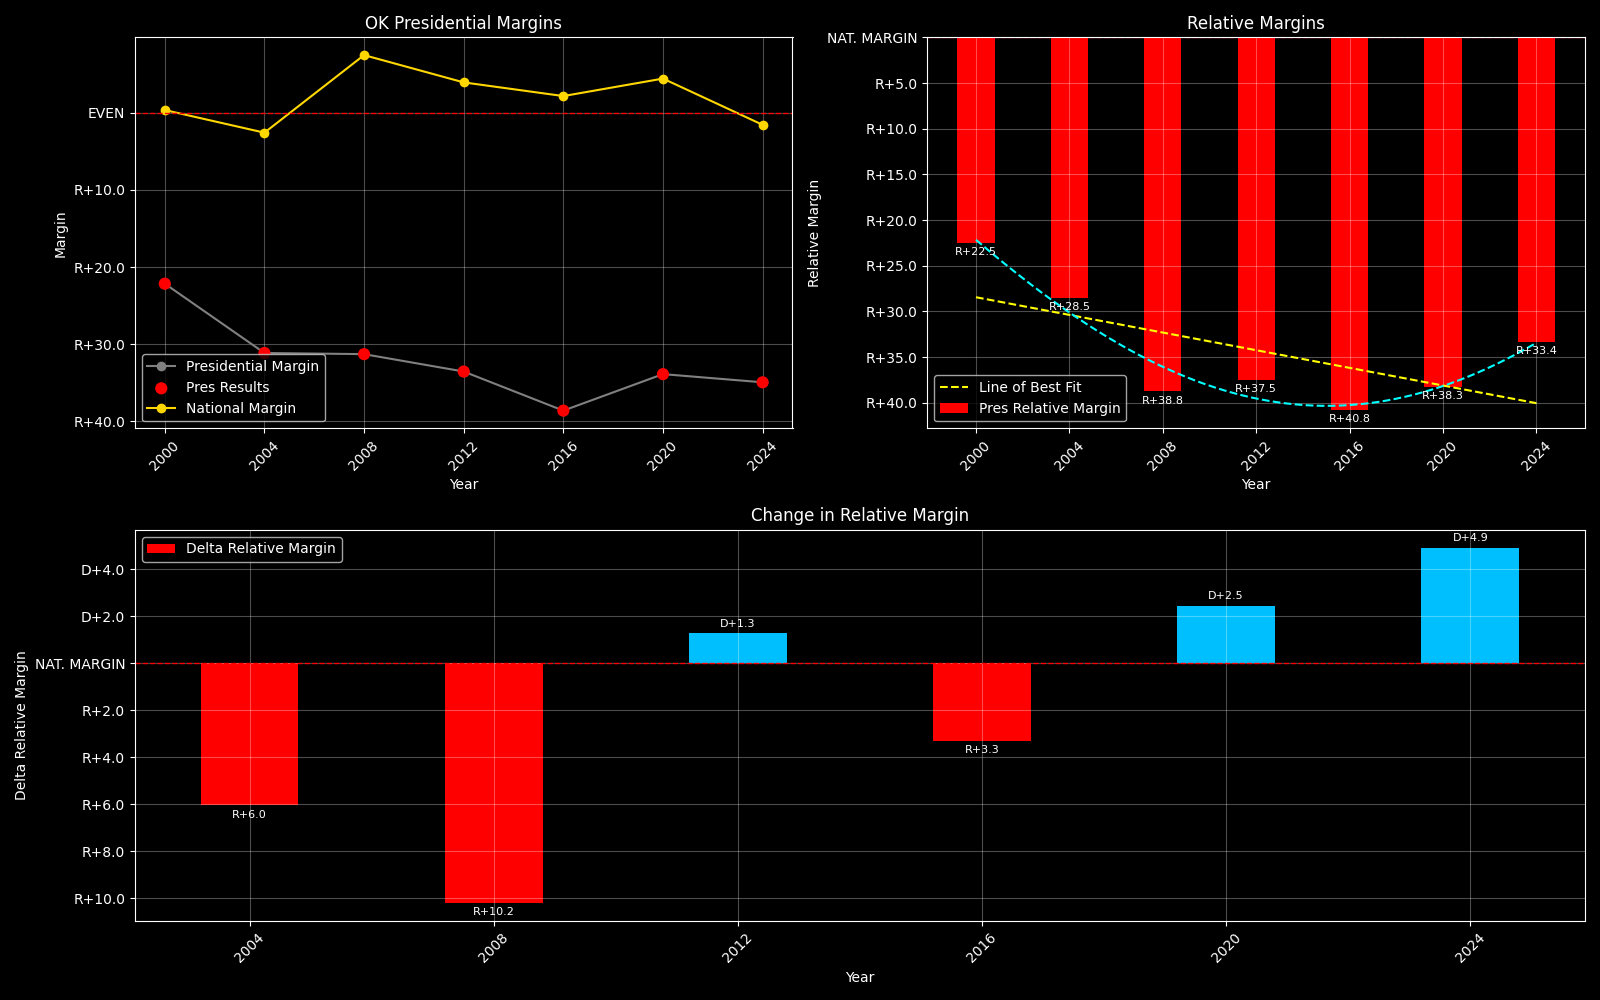 OK Presidential Margins
Margin
EVEN
R+10.0
R+20.0
R+30.0
R+40.0
Presidential Margin
Pres Results
National Margin
2000
2004
2008
2012
2016
2020
2024
Year
Relative Margins
Relative Margin
NAT. MARGIN
R+5.0
R+10.0
R+15.0
R+20.0
R+25.0
R+30.0
R+35.0
R+40.0
R+22.5
R+28.5
R+38.8
R+37.5
R+40.8
R+38.3
R+33.4
Line of Best Fit
Pres Relative Margin
2000
2004
2008
2012
2016
2020
2024
Year
Change in Relative Margin
Delta Relative Margin
Delta Relative Margin
D+4.0
D+2.0
NAT. MARGIN
R+2.0
R+4.0
R+6.0
R+8.0
R+10.0
R+6.0
R+10.2
D+1.3
R+3.3
D+2.5
D+4.9
2004
2008
2012
2016
2020
2024
Year